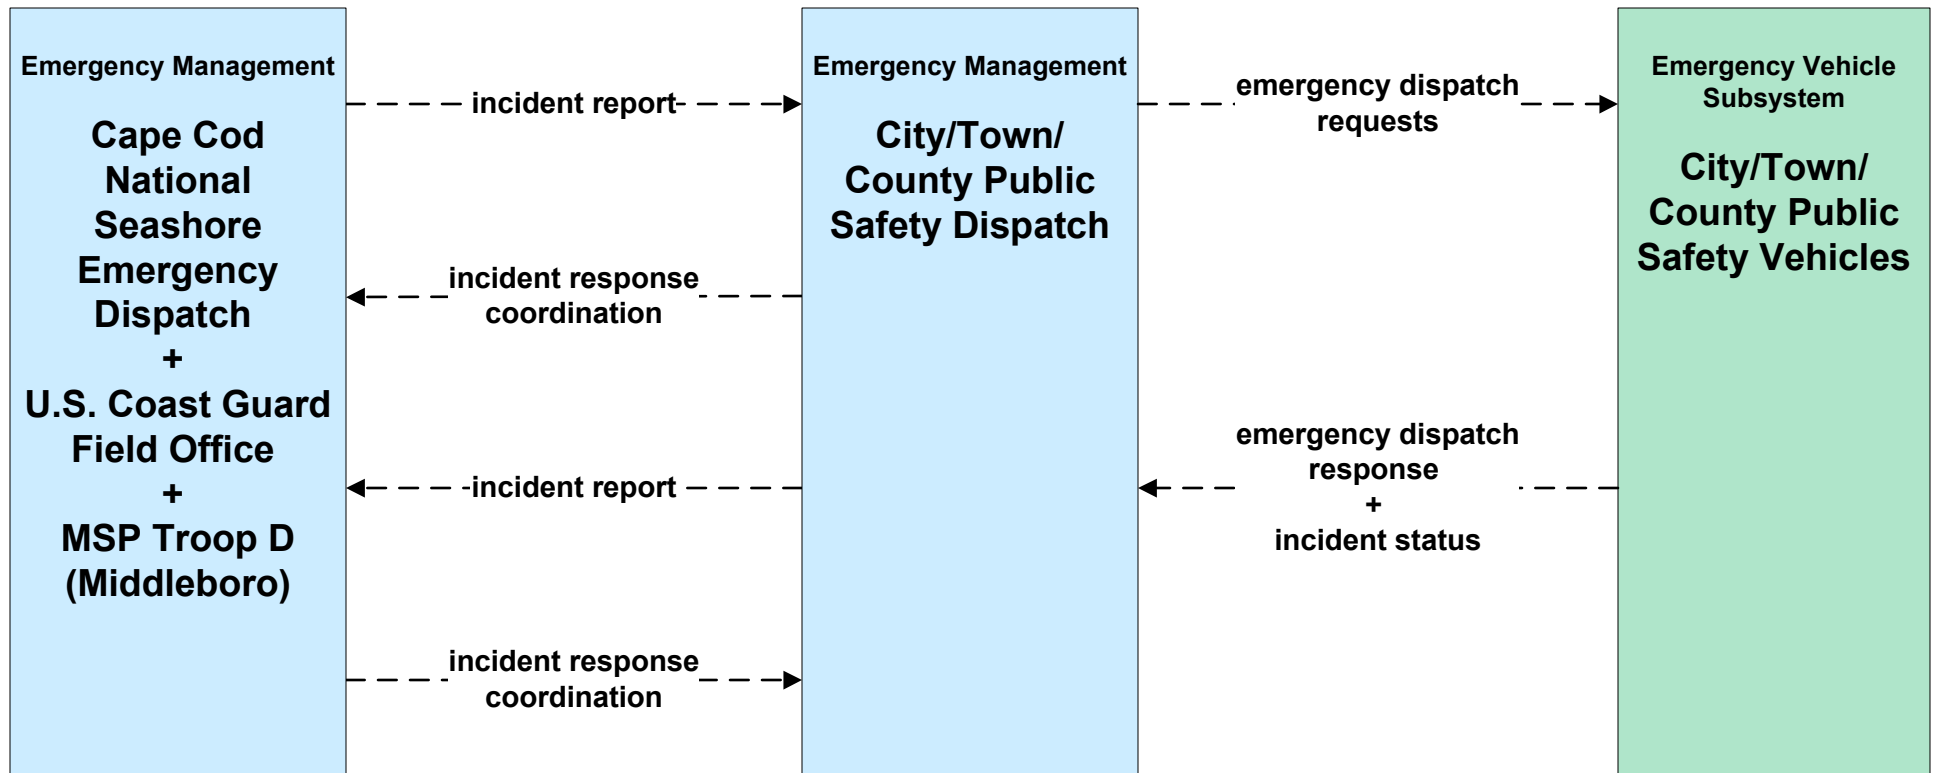 Emergency Management
Cape Cod
National
Seashore
Emergency
Dispatch
+
U.S. Coast Guard
Field Office
+
MSP Troop D
(Middleboro)
incident report
incident response
coordination
incident report
incident response
coordination
Emergency Management
City/Town/
County Public
Safety Dispatch
emergency dispatch
requests
emergency dispatch
response
+
incident status
Emergency Vehicle
Subsystem
City/Town/
County Public
Safety Vehicles